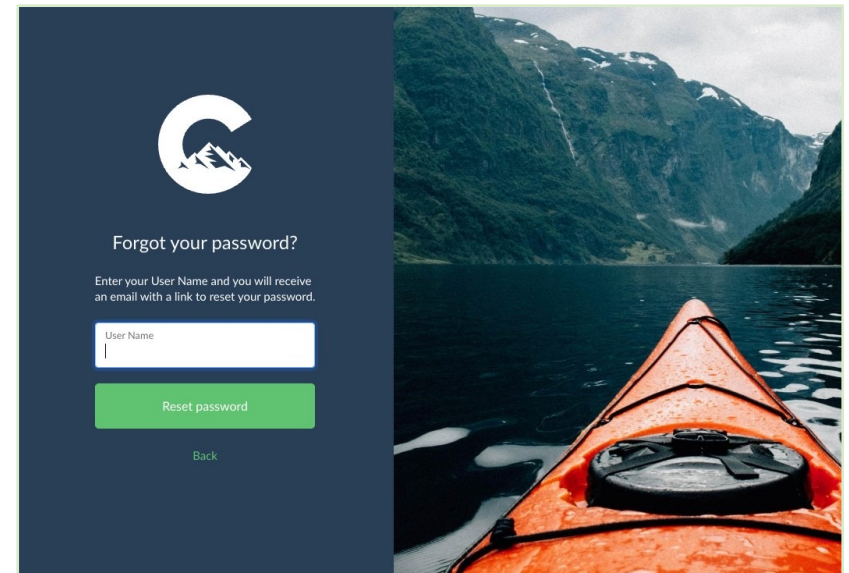 Forgot your password?
Enter your User Name and you will receive
an email with a link to reset your password.
User Name
Reset password
Back